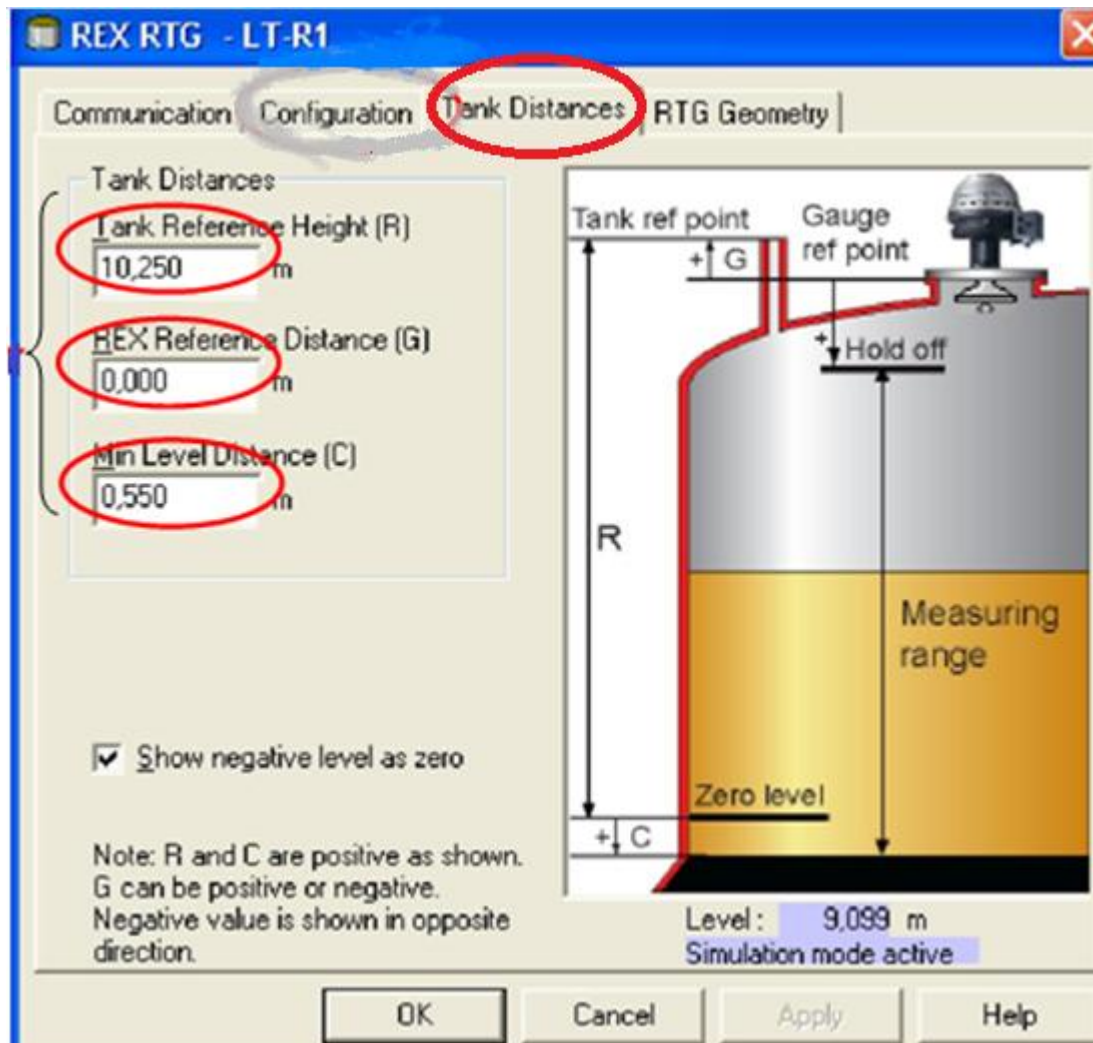 REX RTG - LT-R1
Communication Configuration Tank Distances RTG Geometry
Tank Distances
Tank Reference Height (R)
10,250 m
REX Reference Distance (G)
0,000 m
Min Level Distance (C)
0,550 m
Show negative level as zero
Note: R and C are positive as shown.
G can be positive or negative.
Negative value is shown in opposite
direction.
Tank ref point
Gauge
ref point
+ G
+
Hold off
R
Measuring
range
Zero level
+ C
Level : 9,099 m
Simulation mode active
OK Cancel Apply Help